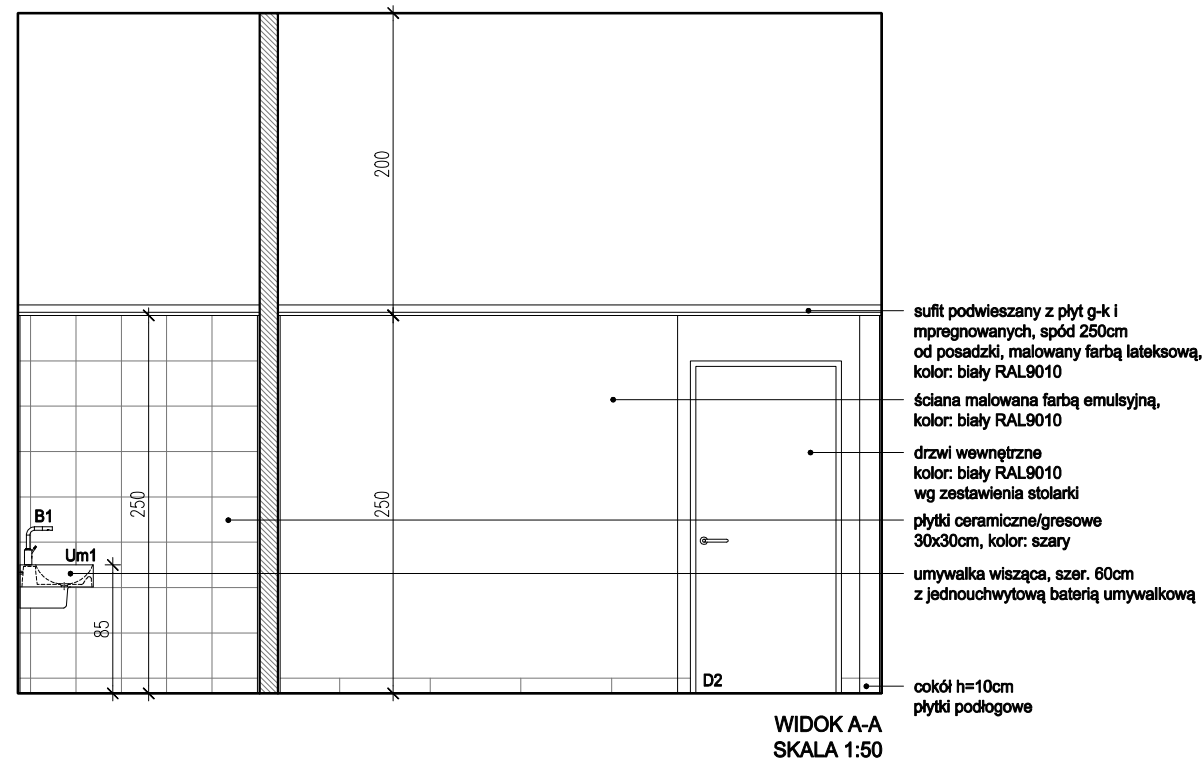 200
sufit podwieszany z płyt g-k i
mpregnowanych, spód 250cm
od posadzki, malowany farbą lateksową,
kolor: biały RAL9010
ściana malowana farbą emulsyjną,
kolor: biały RAL9010
drzwi wewnętrzne
kolor: biały RAL9010
wg zestawienia stolarki
250
250
B1
płytki ceramiczne/gresowe
30x30cm, kolor: szary
Um1
umywalka wisząca, szer. 60cm
z jednouchwytową baterią umywalkową
85
D2
cokół h=10cm
płytki podłogowe
WIDOK A-A
SKALA 1:50